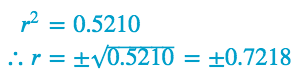 r² = 0.5210
∴ r = ±√0.5210 = ±0.7218